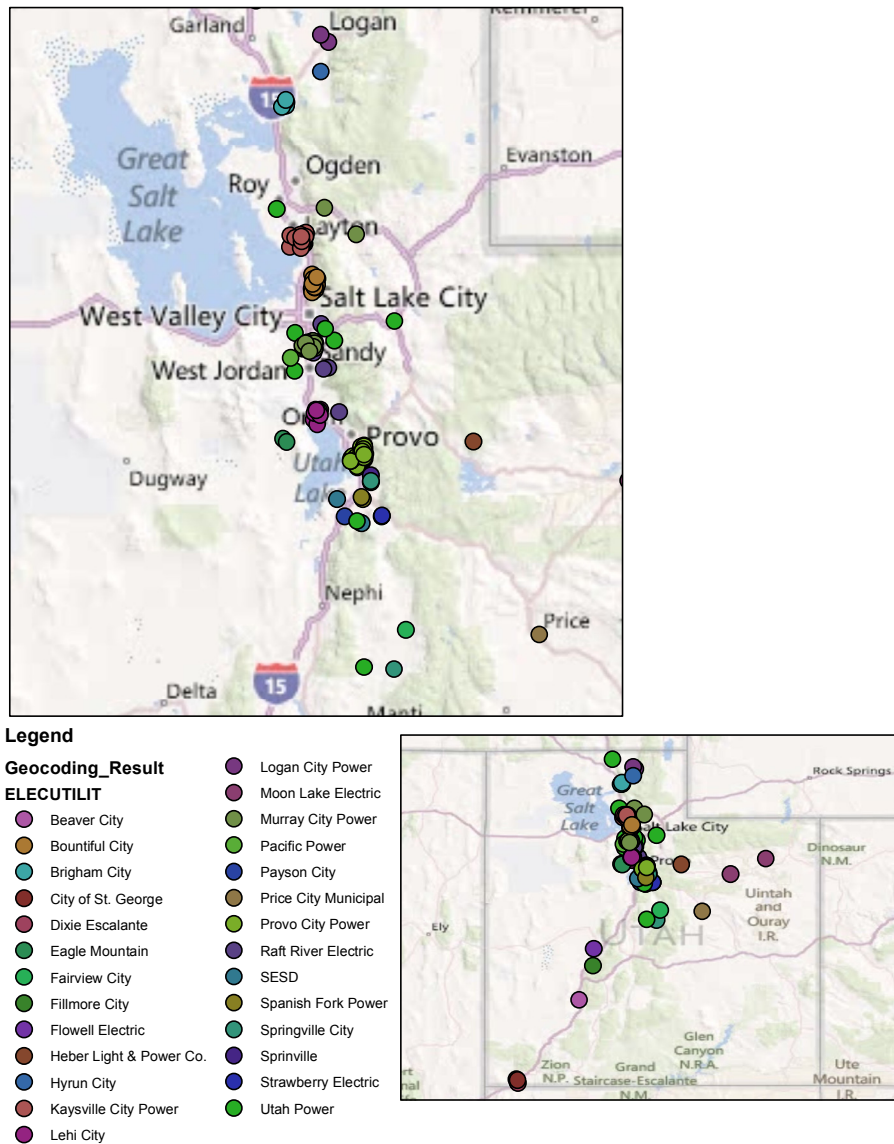 Kemmerer
Garland
Logan
Great
Salt
Lake
Ogden
Roy
Evanston
Layton
Salt Lake City
West Valley City
Sandy
West Jordan
Provo
Utah
Lake
Dugway
Nephi
Price
15
Delta
Manti
Legend
Geocoding_Result
ELECUTILIT
Beaver City
Bountiful City
Brigham City
City of St. George
Dixie Escalante
Eagle Mountain
Fairview City
Fillmore City
Flowell Electric
Heber Light & Power Co.
Hyrun City
Kaysville City Power
Lehi City
Logan City Power
Moon Lake Electric
Murray City Power
Pacific Power
Payson City
Price City Municipal
Provo City Power
Raft River Electric
SESD
Spanish Fork Power
Springville City
Sprinville
Strawberry Electric
Utah Power
Rock Springs
Great
Salt
Lake
Salt Lake City
Provo
Dinosaur
N.M.
Uintah
and
Ouray
I.R.
Ely
UTAH
Glen
Canyon
N.R.A.
Zion
N.P.
Grand
Staircase-Escalante
N.M.
Ute
Mountain
I.R.